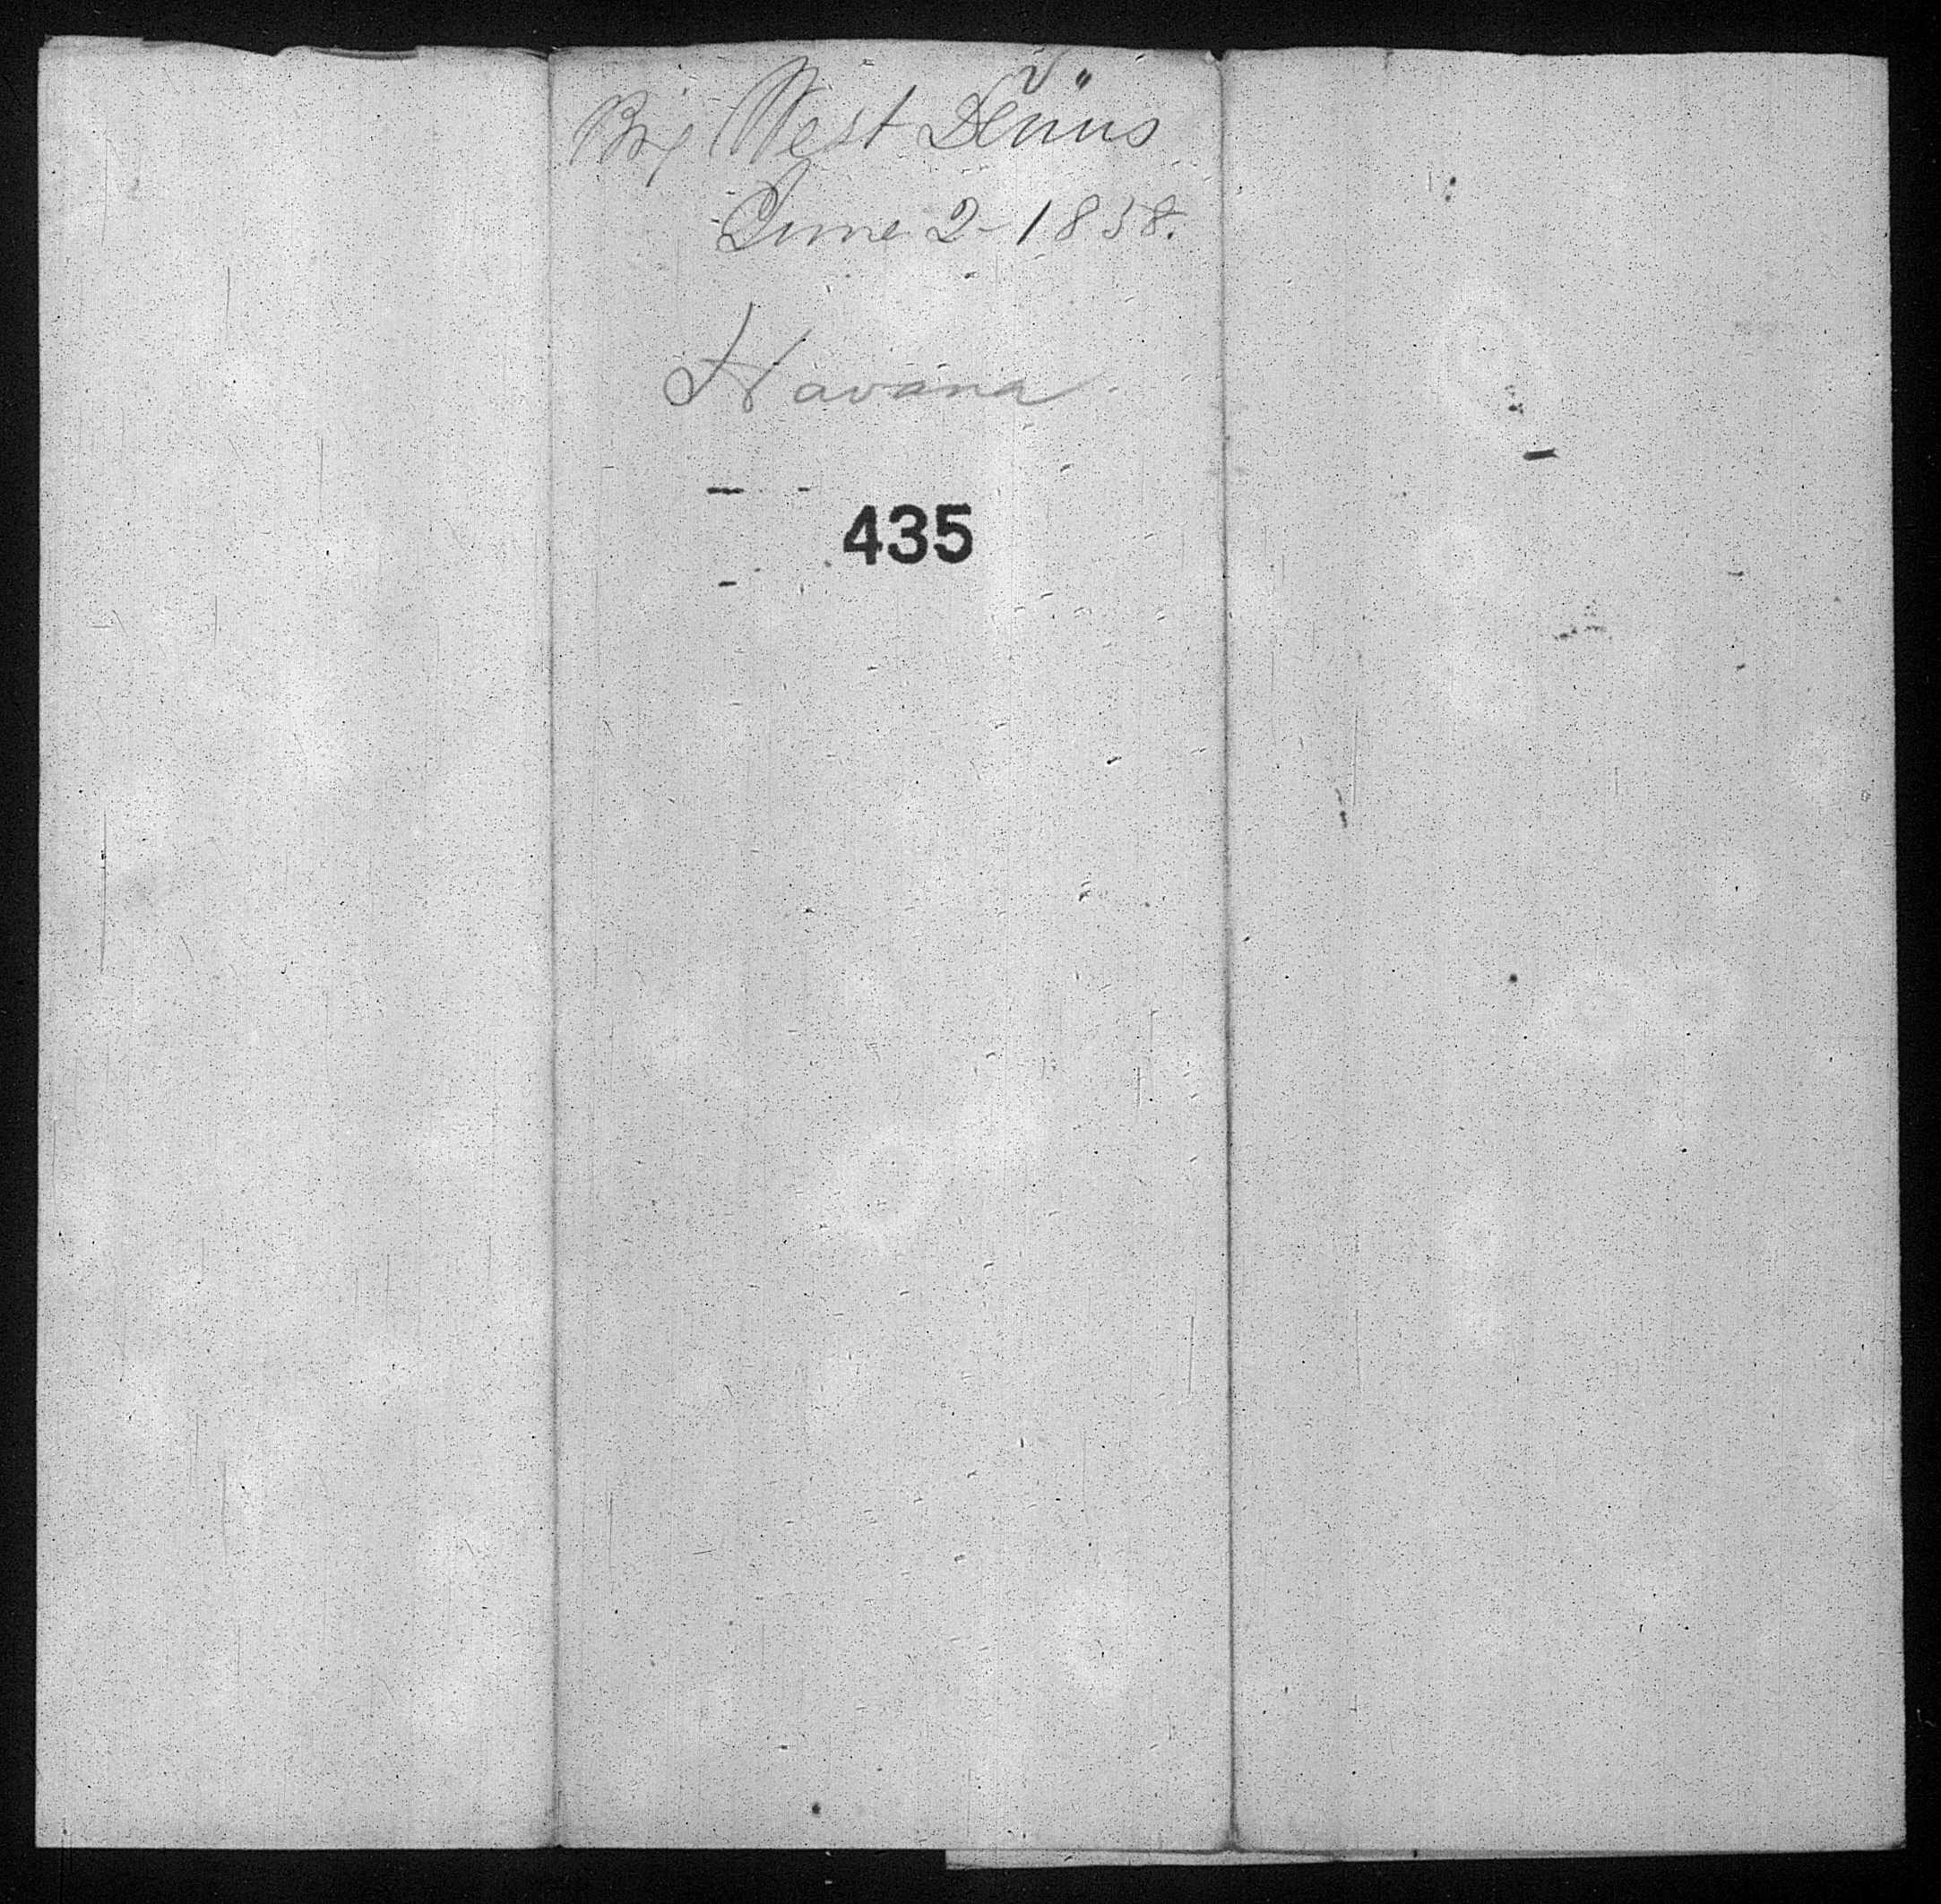 Brig West Dennis
June 2 - 1858.
Havana
435